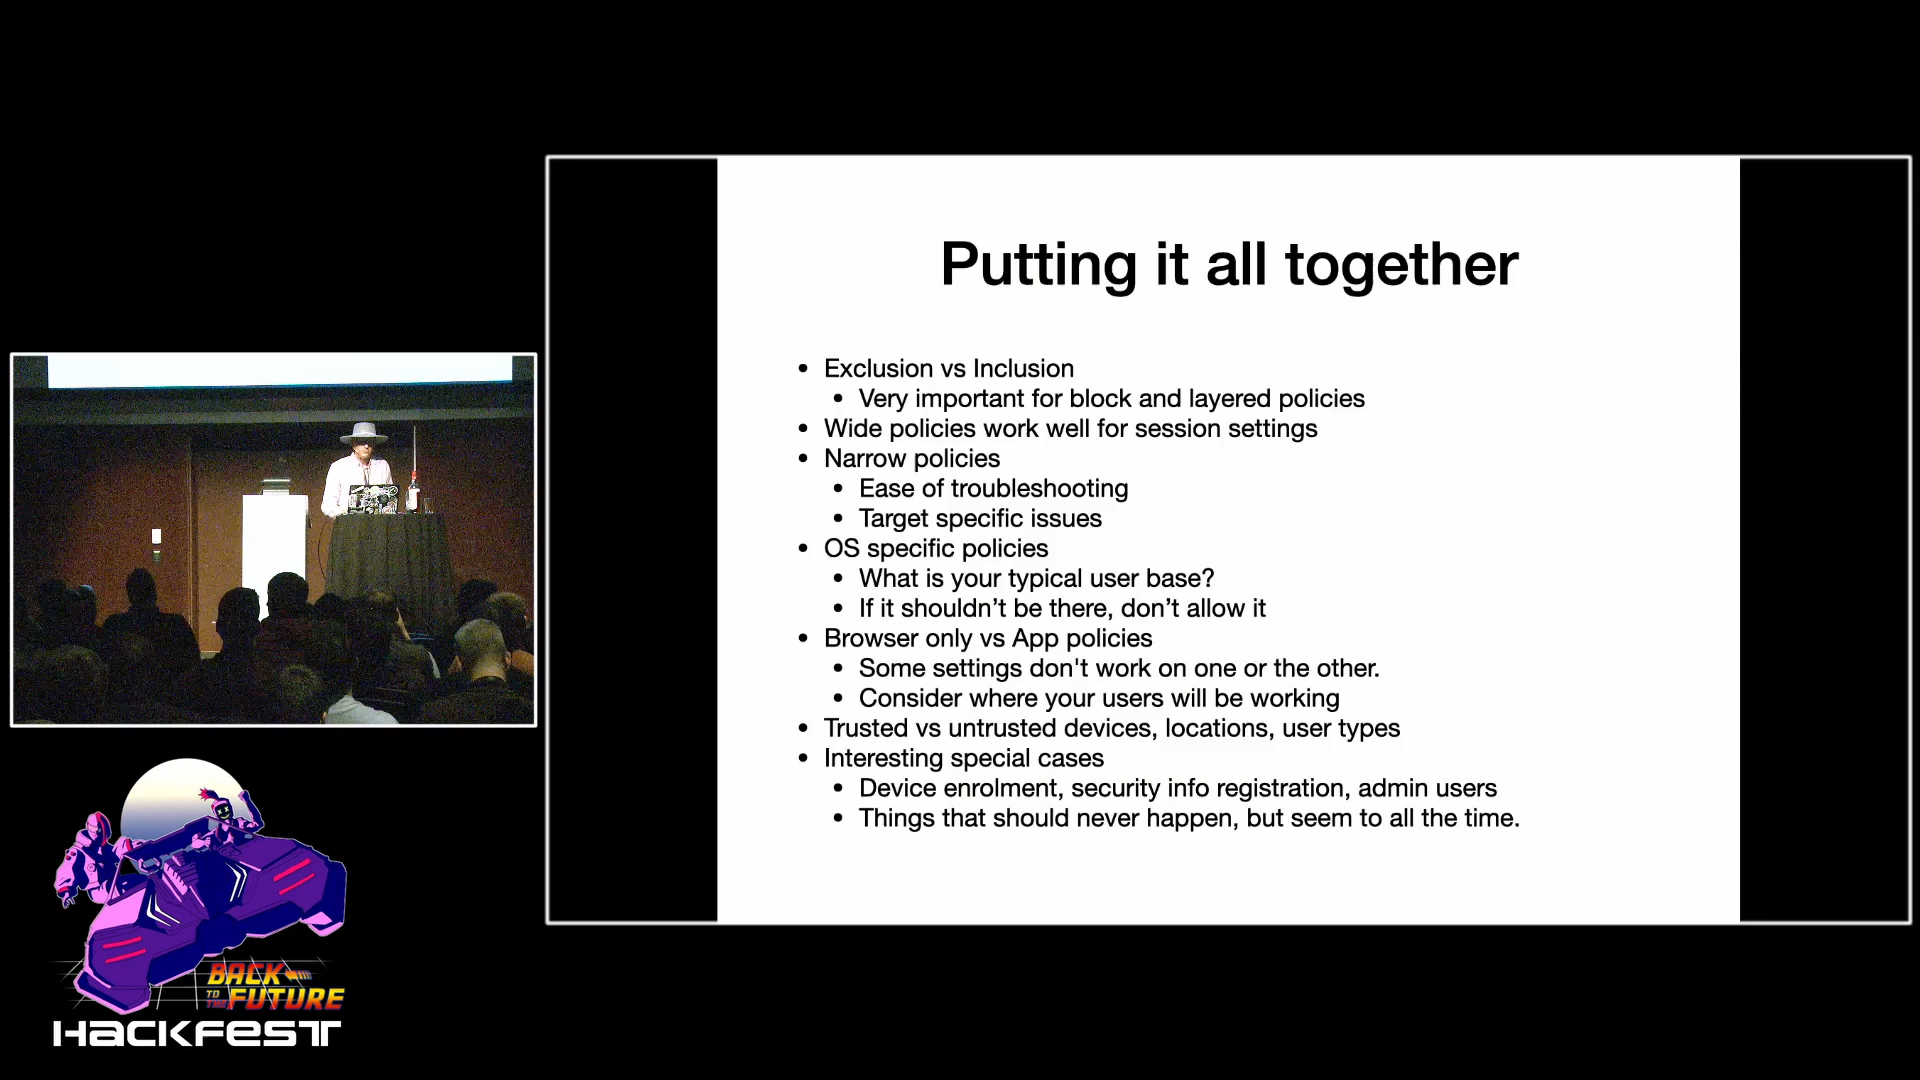 Putting it all together
• Exclusion vs Inclusion
• Very important for block and layered policies
• Wide policies work well for session settings
• Narrow policies
• Ease of troubleshooting
• Target specific issues
• OS specific policies
• What is your typical user base?
• If it shouldn’t be there, don’t allow it
• Browser only vs App policies
• Some settings don't work on one or the other.
• Consider where your users will be working
• Trusted vs untrusted devices, locations, user types
• Interesting special cases
• Device enrolment, security info registration, admin users
• Things that should never happen, but seem to all the time.
BACK
TO THE FUTURE
HACKFEST